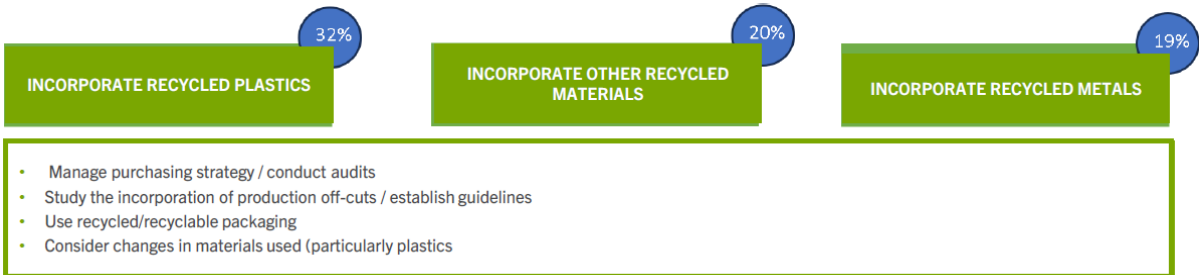 32%
INCORPORATE RECYCLED PLASTICS
20%
INCORPORATE OTHER RECYCLED
MATERIALS
19%
INCORPORATE RECYCLED METALS
• Manage purchasing strategy / conduct audits
• Study the incorporation of production off-cuts / establish guidelines
• Use recycled/recyclable packaging
• Consider changes in materials used (particularly plastics